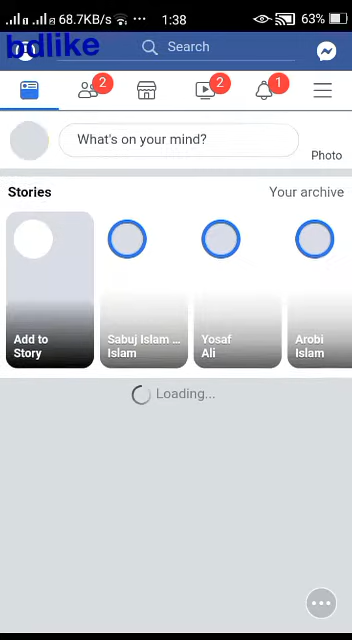 68.7KB/s ... 1:38 63%
bdlike
Search
2 2 1
What's on your mind?
Photo
Stories Your archive
Add to Story
Sabuj Islam ... Islam
Yosaf Ali
Arobi Islam
Loading...